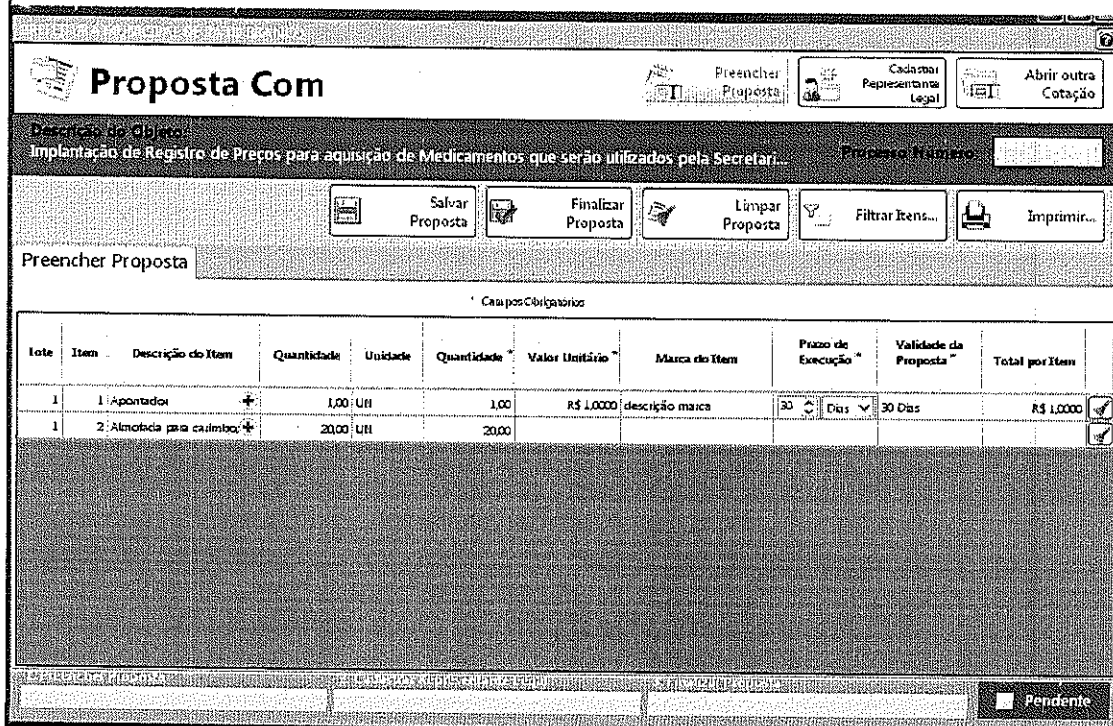 Proposta Com
Preencher
Proposta
Cadastrar
Representante
Legal
Abrir outra
Cotação
Descrição do Objeto:
Implantação de Registro de Preços para aquisição de Medicamentos que serão utilizados pela Secretari...
Processo Número:
Salvar
Proposta
Finalizar
Proposta
Limpar
Proposta
Filtrar Itens...
Imprimir...
Preencher Proposta
* Campos Obrigatórios
Lote Item Descrição do Item Quantidade Unidade Quantidade * Valor Unitário * Marca do Item Prazo de Execução * Validade da Proposta * Total por Item
1 1 Apontador + 1,00 UN 1,00 R$ 1,0000 descrição marca 30 Dias 30 Dias R$ 1,0000
1 2 Almofada para carimbo, + 20,00 UN 20,00
Pendente